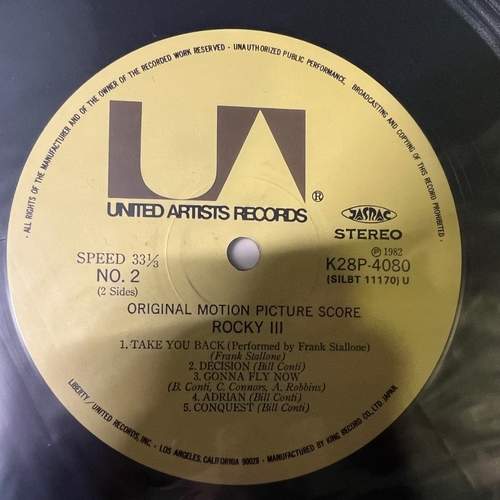 · ALL RIGHTS OF THE MANUFACTURER AND OF THE OWNER OF THE RECORDED WORK RESERVED · UNAUTHORIZED PUBLIC PERFORMANCE, BROADCASTING AND COPYING OF THIS RECORD PROHIBITED ·
UA
®
UNITED ARTISTS RECORDS
JASRAC
STEREO
SPEED 33⅓
NO. 2
(2 Sides)
Ⓟ 1982
K28P-4080
(SILBT 11170) U
ORIGINAL MOTION PICTURE SCORE
ROCKY III
1. TAKE YOU BACK (Performed by Frank Stallone)
(Frank Stallone)
2. DECISION (Bill Conti)
3. GONNA FLY NOW
(B. Conti, C. Connors, A. Robbins)
4. ADRIAN (Bill Conti)
5. CONQUEST (Bill Conti)
LIBERTY/UNITED RECORDS, INC. · LOS ANGELES, CALIFORNIA 90028 · MANUFACTURED BY KING RECORD CO., LTD. JAPAN